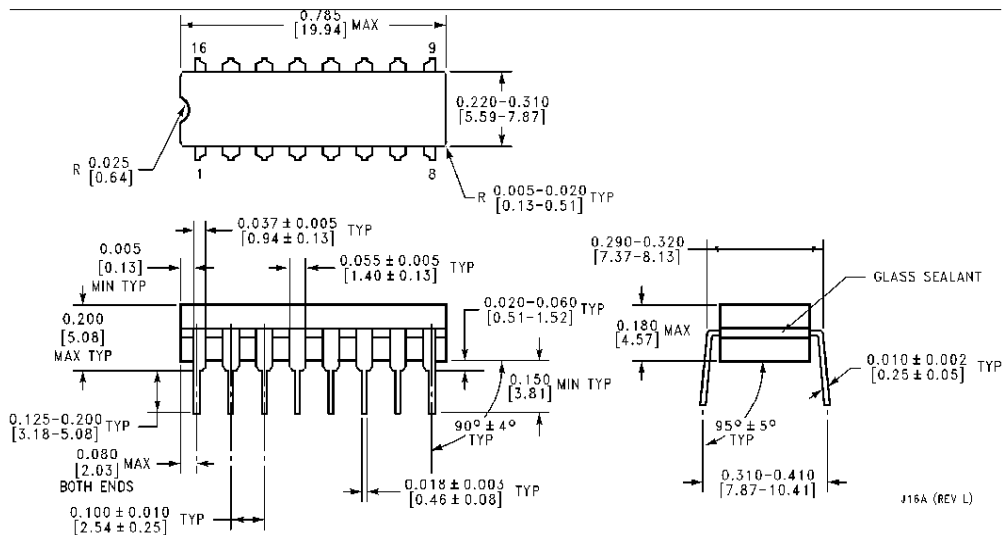 0.785
[19.94] MAX
16
9
0.220-0.310
[5.59-7.87]
R 0.025
[0.64]
1
8
R 0.005-0.020 TYP
[0.13-0.51]
0.037 ± 0.005 TYP
[0.94 ± 0.13]
0.005
[0.13]
MIN TYP
0.055 ± 0.005 TYP
[1.40 ± 0.13]
0.290-0.320
[7.37-8.13]
GLASS SEALANT
0.200
[5.08]
MAX TYP
0.020-0.060 TYP
[0.51-1.52]
0.180 MAX
[4.57]
0.150 MIN TYP
[3.81]
0.010 ± 0.002 TYP
[0.25 ± 0.05]
0.125-0.200 TYP
[3.18-5.08]
90° ± 4°
TYP
95° ± 5°
TYP
0.080 MAX
[2.03]
BOTH ENDS
0.018 ± 0.003 TYP
[0.46 ± 0.08]
0.310-0.410
[7.87-10.41]
0.100 ± 0.010 TYP
[2.54 ± 0.25]
J16A (REV L)